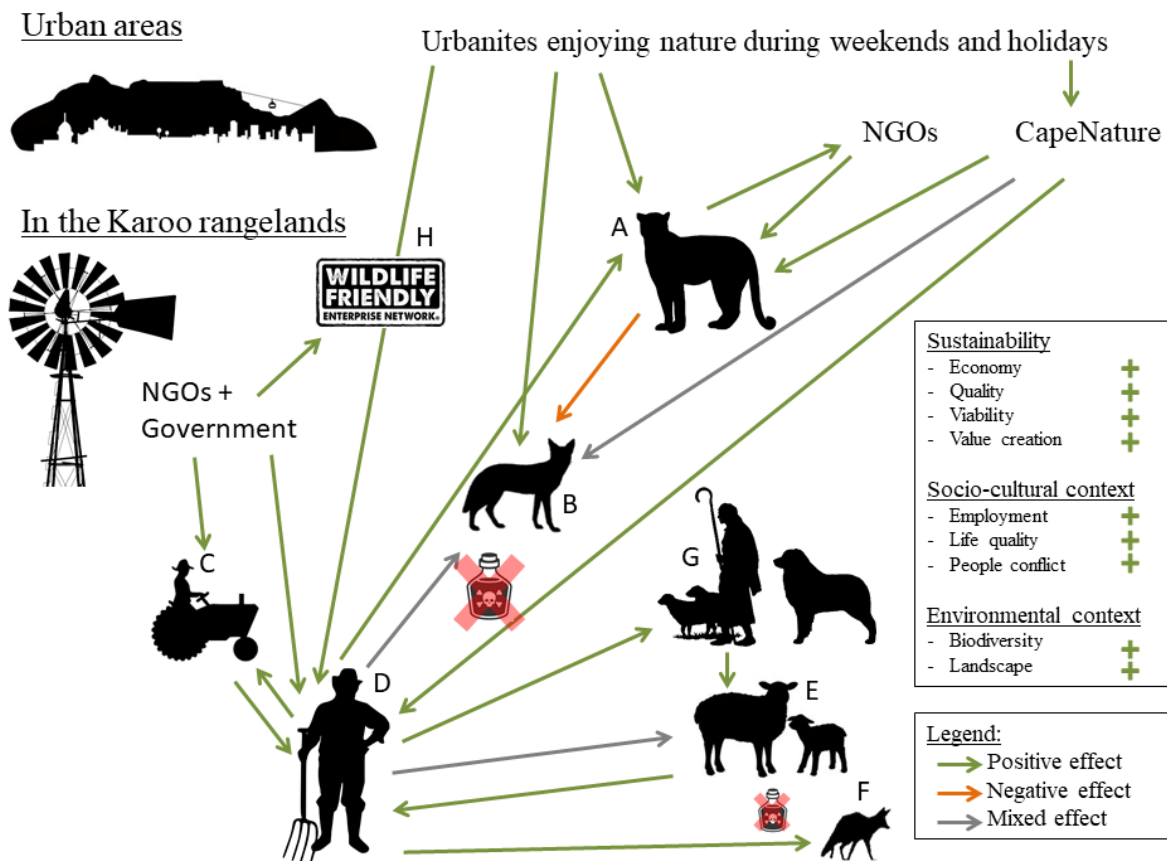 Urban areas
Urbanites enjoying nature during weekends and holidays
NGOs
CapeNature
In the Karoo rangelands
A
H
WILDLIFE
FRIENDLY
ENTERPRISE NETWORK®
NGOs +
Government
B
C
G
D
E
F
Sustainability
- Economy +
- Quality +
- Viability +
- Value creation +
Socio-cultural context
- Employment +
- Life quality +
- People conflict +
Environmental context
- Biodiversity +
- Landscape +
Legend:
Positive effect
Negative effect
Mixed effect